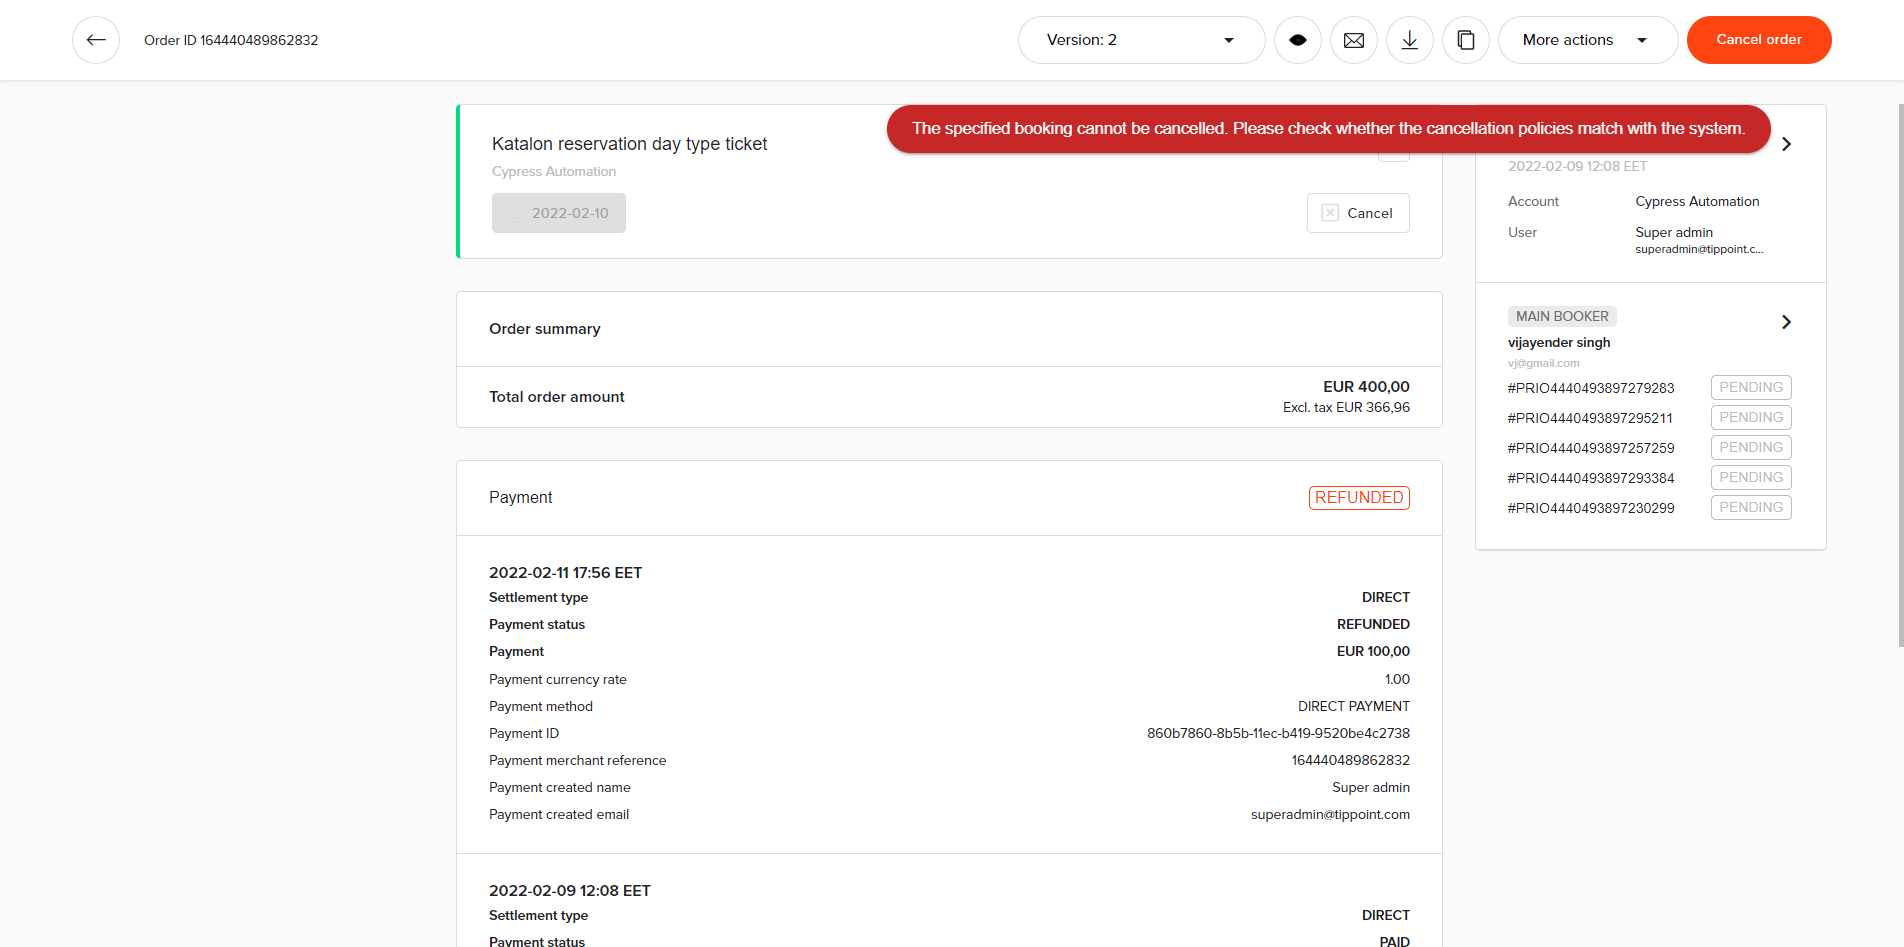 Order ID 164440489862832
Version: 2
More actions
Cancel order
The specified booking cannot be cancelled. Please check whether the cancellation policies match with the system.
Katalon reservation day type ticket
Cypress Automation
2022-02-10
Cancel
2022-02-09 12:08 EET
Account Cypress Automation
User Super admin
superadmin@tippoint.c...
MAIN BOOKER
vijayender singh
vj@gmail.com
#PRIO4440493897279283 PENDING
#PRIO4440493897295211 PENDING
#PRIO4440493897257259 PENDING
#PRIO4440493897293384 PENDING
#PRIO4440493897230299 PENDING
Order summary
Total order amount EUR 400,00
Excl. tax EUR 366,96
Payment REFUNDED
2022-02-11 17:56 EET
Settlement type DIRECT
Payment status REFUNDED
Payment EUR 100,00
Payment currency rate 1.00
Payment method DIRECT PAYMENT
Payment ID 860b7860-8b5b-11ec-b419-9520be4c2738
Payment merchant reference 164440489862832
Payment created name Super admin
Payment created email superadmin@tippoint.com
2022-02-09 12:08 EET
Settlement type DIRECT
Payment status PAID